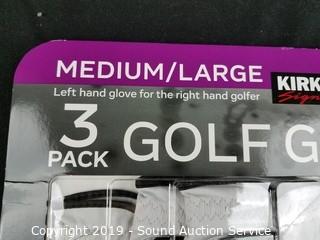 MEDIUM/LARGE
Left hand glove for the right hand golfer
KIRK
Sign
3 PACK
GOLF G
Copyright 2019 - Sound Auction Service